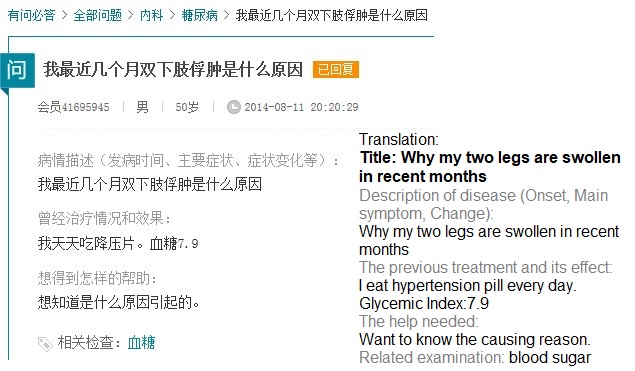 有问必答 > 全部问题 > 内科 > 糖尿病 > 我最近几个月双下肢俘肿是什么原因
问 我最近几个月双下肢俘肿是什么原因 已回复
会员41695945 | 男 | 50岁 | 2014-08-11 20:20:29
病情描述（发病时间、主要症状、症状变化等）：
我最近几个月双下肢俘肿是什么原因
曾经治疗情况和效果：
我天天吃降压片。血糖7.9
想得到怎样的帮助：
想知道是什么原因引起的。
相关检查：血糖
Translation:
Title: Why my two legs are swollen
in recent months
Description of disease (Onset, Main
symptom, Change):
Why my two legs are swollen in recent
months
The previous treatment and its effect:
I eat hypertension pill every day.
Glycemic Index:7.9
The help needed:
Want to know the causing reason.
Related examination: blood sugar